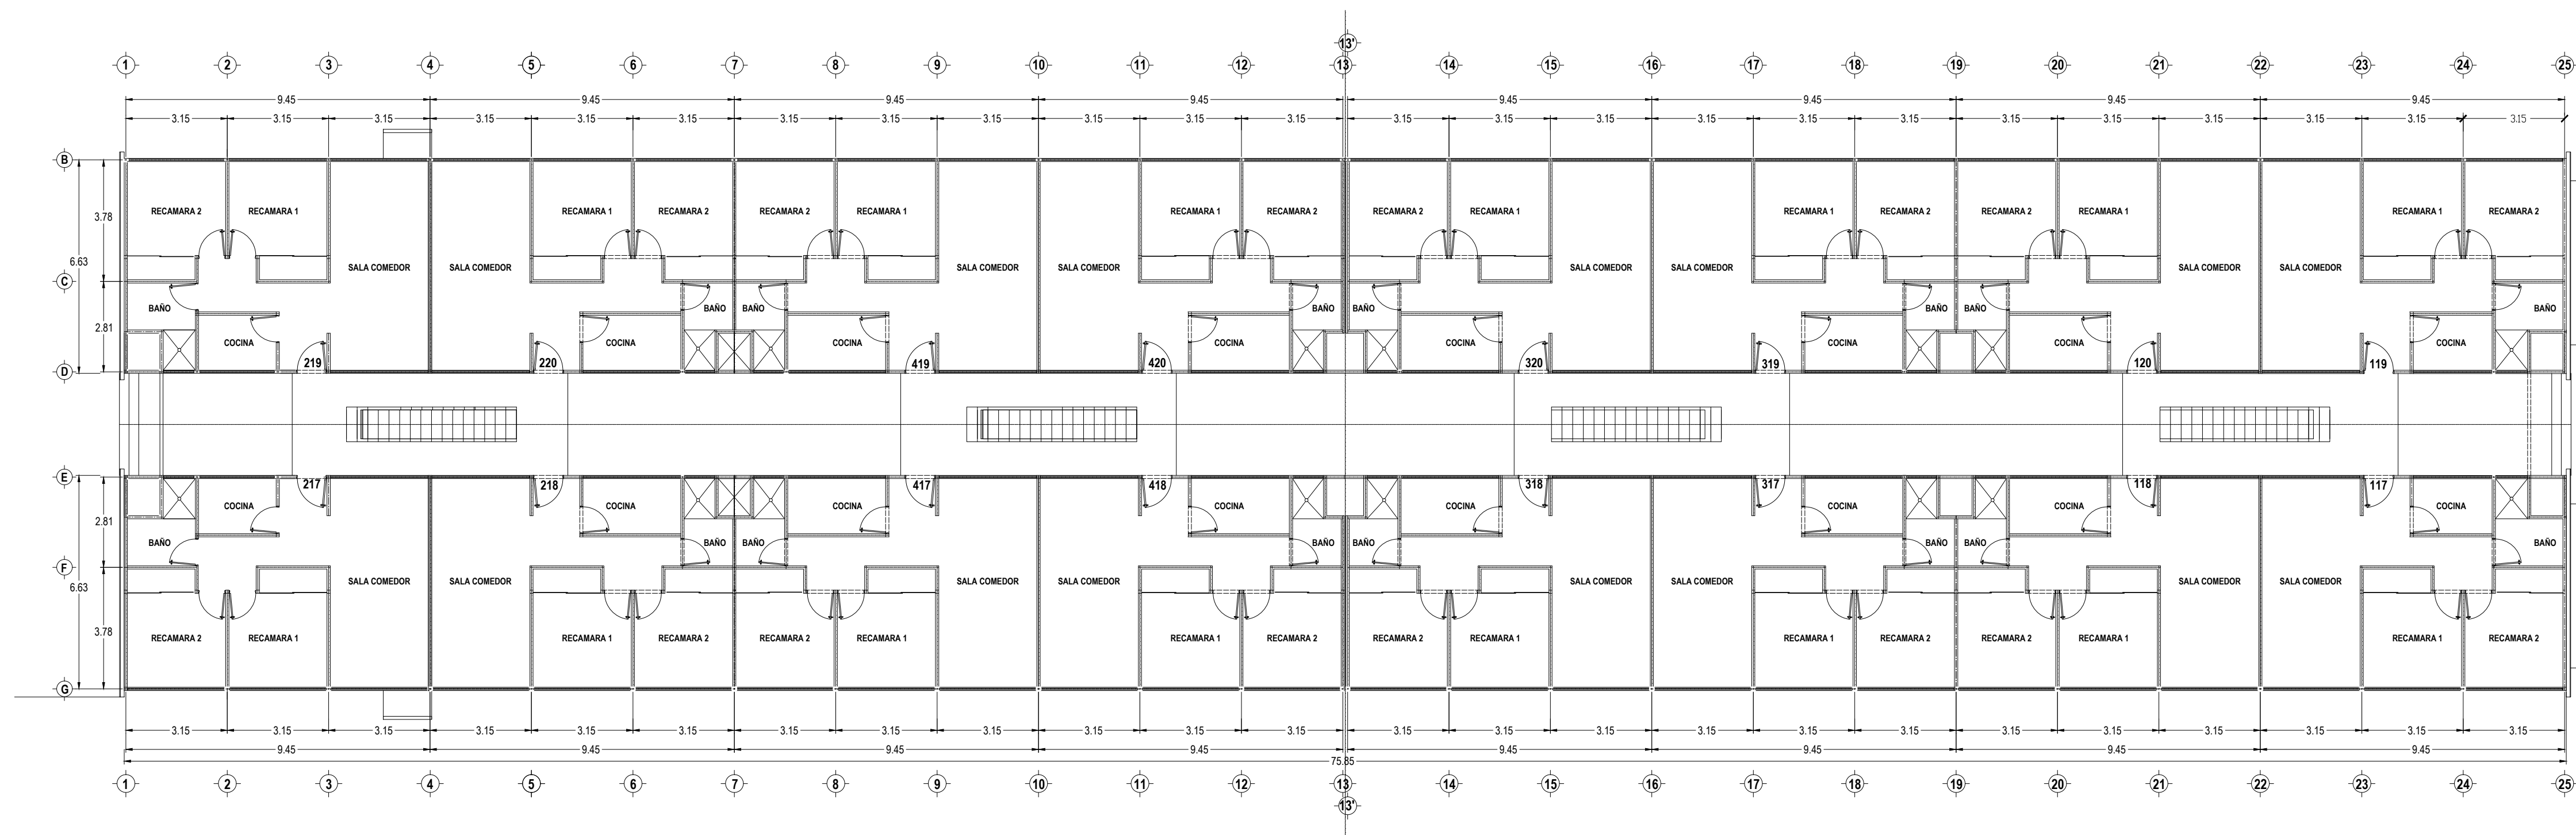 13'
1 2 3 4 5 6 7 8 9 10 11 12 13 14 15 16 17 18 19 20 21 22 23 24 25
9.45 9.45 9.45 9.45 9.45 9.45 9.45 9.45
3.15 3.15 3.15 3.15 3.15 3.15 3.15 3.15 3.15 3.15 3.15 3.15 3.15 3.15 3.15 3.15 3.15 3.15 3.15 3.15 3.15 3.15 3.15 3.15
B
3.78 RECAMARA 2 RECAMARA 1 RECAMARA 1 RECAMARA 2 RECAMARA 2 RECAMARA 1 RECAMARA 1 RECAMARA 2 RECAMARA 2 RECAMARA 1 RECAMARA 1 RECAMARA 2 RECAMARA 2 RECAMARA 1 RECAMARA 1 RECAMARA 2
6.63 SALA COMEDOR SALA COMEDOR SALA COMEDOR SALA COMEDOR SALA COMEDOR SALA COMEDOR SALA COMEDOR SALA COMEDOR
C
BAÑO BAÑO BAÑO BAÑO BAÑO BAÑO BAÑO BAÑO
2.81
COCINA COCINA COCINA COCINA COCINA COCINA COCINA COCINA
219 220 419 420 320 319 120 119
D
E
217 218 417 418 318 317 118 117
COCINA COCINA COCINA COCINA COCINA COCINA COCINA COCINA
2.81
BAÑO BAÑO BAÑO BAÑO BAÑO BAÑO BAÑO BAÑO
F
SALA COMEDOR SALA COMEDOR SALA COMEDOR SALA COMEDOR SALA COMEDOR SALA COMEDOR SALA COMEDOR SALA COMEDOR
6.63
3.78 RECAMARA 2 RECAMARA 1 RECAMARA 1 RECAMARA 2 RECAMARA 2 RECAMARA 1 RECAMARA 1 RECAMARA 2 RECAMARA 2 RECAMARA 1 RECAMARA 1 RECAMARA 2 RECAMARA 2 RECAMARA 1 RECAMARA 1 RECAMARA 2
G
3.15 3.15 3.15 3.15 3.15 3.15 3.15 3.15 3.15 3.15 3.15 3.15 3.15 3.15 3.15 3.15 3.15 3.15 3.15 3.15 3.15 3.15 3.15 3.15
9.45 9.45 9.45 9.45 9.45 9.45 9.45 9.45
75.85
1 2 3 4 5 6 7 8 9 10 11 12 13 14 15 16 17 18 19 20 21 22 23 24 25
13'